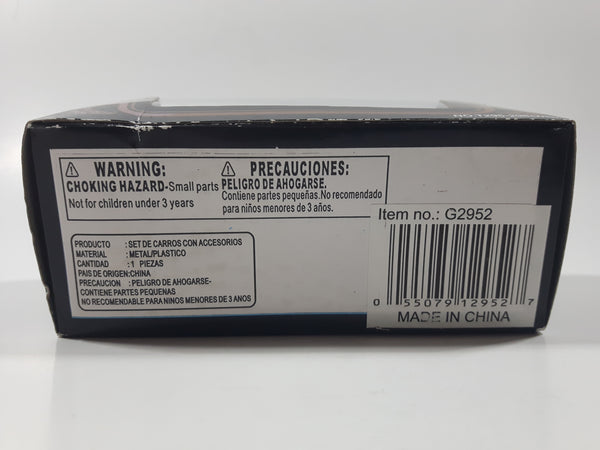 WARNING:
CHOKING HAZARD-Small parts
Not for children under 3 years
PRECAUCIONES:
PELIGRO DE AHOGARSE.
Contiene partes pequeñas.No recomendado
para niños menores de 3 años.
PRODUCTO : SET DE CARROS CON ACCESORIOS
MATERIAL : METAL/PLASTICO
CANTIDAD : 1 PIEZAS
PAIS DE ORIGEN:CHINA
PRECAUCION : PELIGRO DE AHOGARSE-
CONTIENE PARTES PEQUENAS
NO RECOMENDABLE PARA NINOS MENORES DE 3 ANOS
Item no.: G2952
0 55079 12952 7
MADE IN CHINA